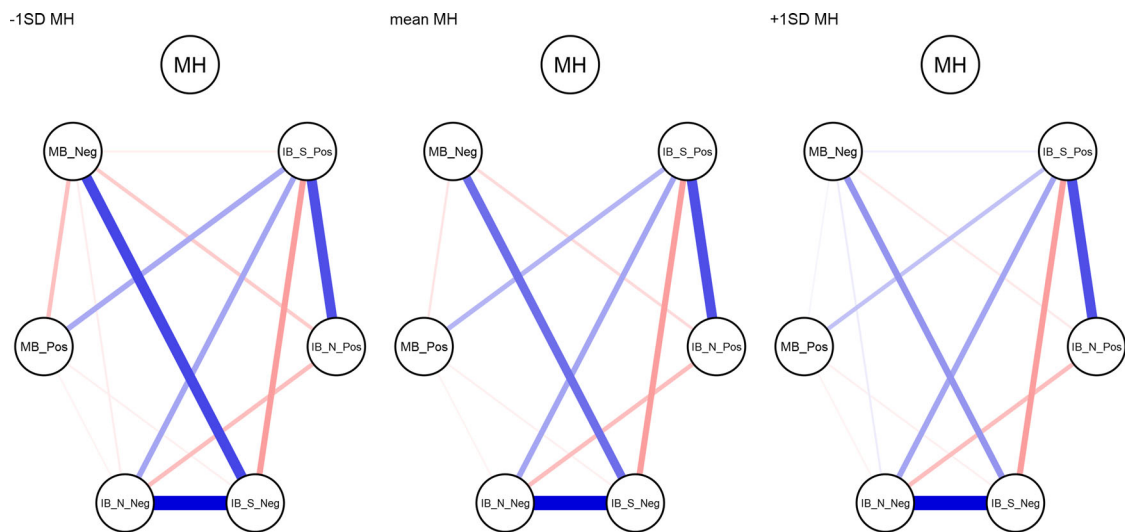 -1SD MH
mean MH
+1SD MH
MH
MH
MH
MB_Neg
IB_S_Pos
MB_Neg
IB_S_Pos
MB_Neg
IB_S_Pos
MB_Pos
IB_N_Pos
MB_Pos
IB_N_Pos
MB_Pos
IB_N_Pos
IB_N_Neg
IB_S_Neg
IB_N_Neg
IB_S_Neg
IB_N_Neg
IB_S_Neg